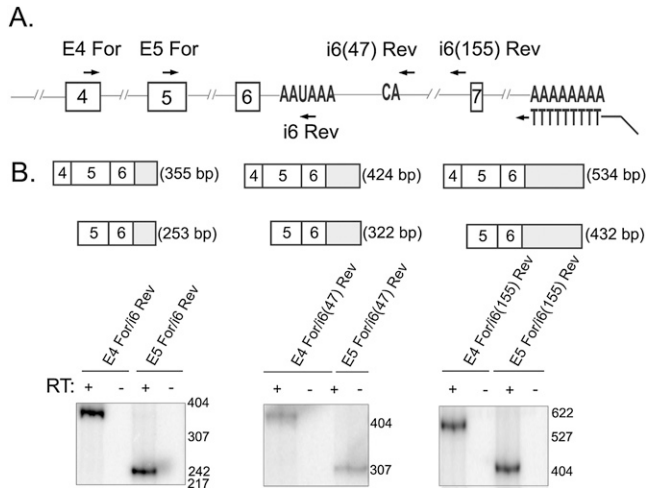 A.
E4 For E5 For i6(47) Rev i6(155) Rev
4 5 6 AAUAAA CA 7 AAAAAAAA
i6 Rev TTTTTTTTT
B.
4 5 6 (355 bp) 4 5 6 (424 bp) 4 5 6 (534 bp)
5 6 (253 bp) 5 6 (322 bp) 5 6 (432 bp)
E4 For/i6 Rev E5 For/i6 Rev E4 For/i6(47) Rev E5 For/i6(47) Rev E4 For/i6(155) Rev E5 For/i6(155) Rev
RT: + - + - + - + - + - + -
404 307 242 217
404 307
622 527 404